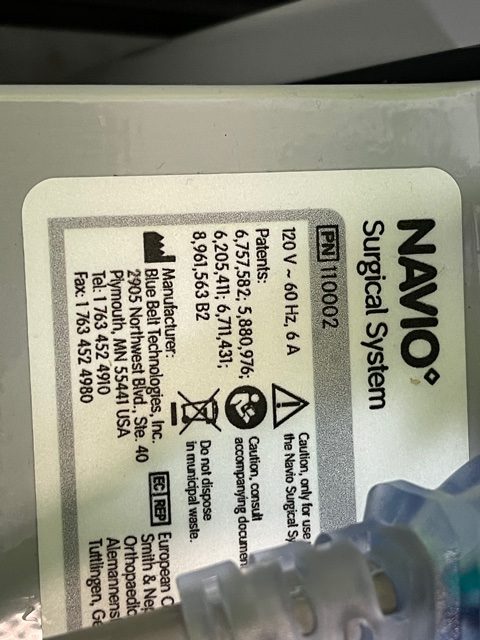 NAVIO
Surgical System
PN 110002
120 V ~ 60 Hz, 6 A
Patents:
6,757,582; 5,880,976;
6,205,411; 6,711,431;
8,961,563 B2
Caution, only for use
the Navio Surgical
Caution, consult
accompanying
Do not dispose
in municipal waste.
Manufacturer:
Blue Belt Technologies, Inc.
2905 Northwest Blvd., Ste. 40
Plymouth, MN 55441 USA
Tel: 1 763 452 4910
Fax: 1 763 452 4980
EC REP
European
Smith &
Orthopaedic
Tuttlingen,